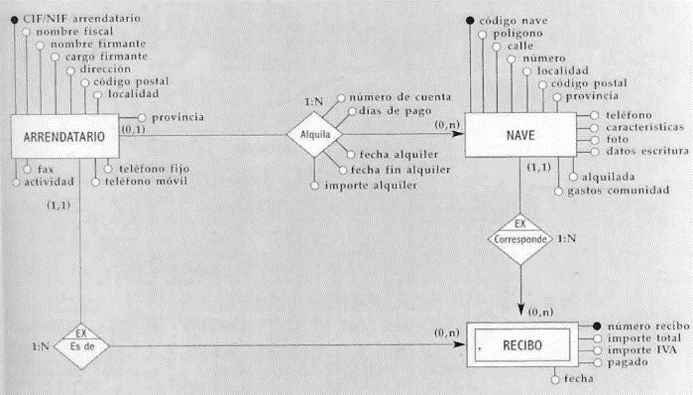 CIF/NIF arrendatario
nombre fiscal
nombre firmante
cargo firmante
dirección
código postal
localidad
provincia
ARRENDATARIO
(0,1)
fax
actividad
teléfono fijo
teléfono móvil
(1,1)
1:N
número de cuenta
dias de pago
Alquila
(0,n)
fecha alquiler
fecha fin alquiler
importe alquiler
código nave
polígono
calle
número
localidad
código postal
provincia
NAVE
teléfono
características
foto
datos escritura
(1,1)
alquilada
gastos comunidad
EX
Corresponde
1:N
(0,n)
EX
1:N
Es de
(0,n)
RECIBO
número recibo
importe total
importe IVA
pagado
fecha